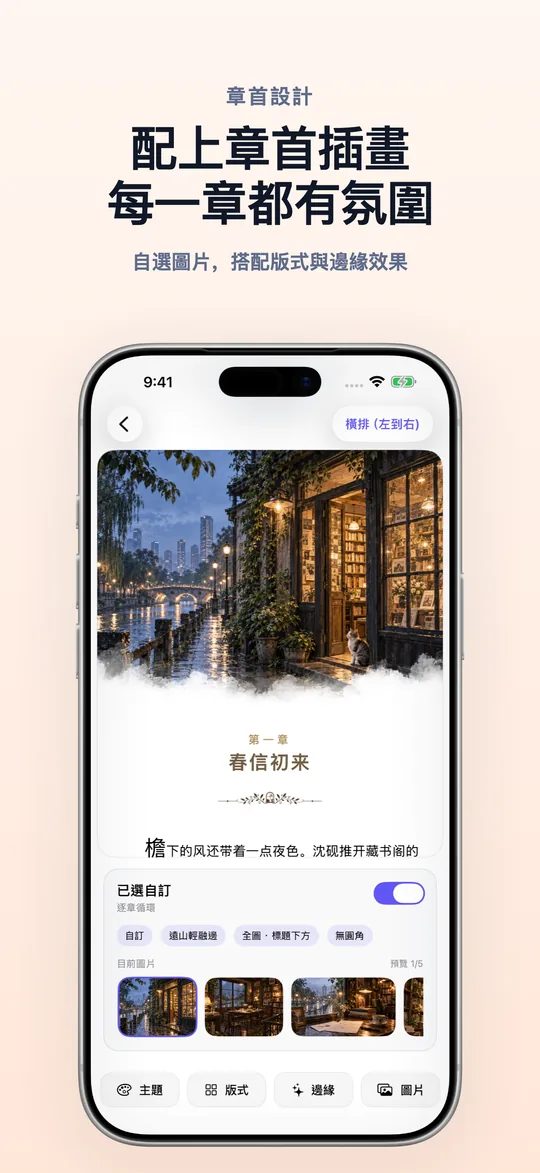 章首設計
配上章首插畫
每一章都有氛圍
自選圖片，搭配版式與邊緣效果
9:41
橫排（左到右）
第一章
春信初来
檐下的风还带着一点夜色。沈砚推开藏书阁的
已選自訂
逐章循環
自訂 遠山輕融邊 全圖·標題下方 無圓角
目前圖片 預覽 1/5
主題 版式 邊緣 圖片